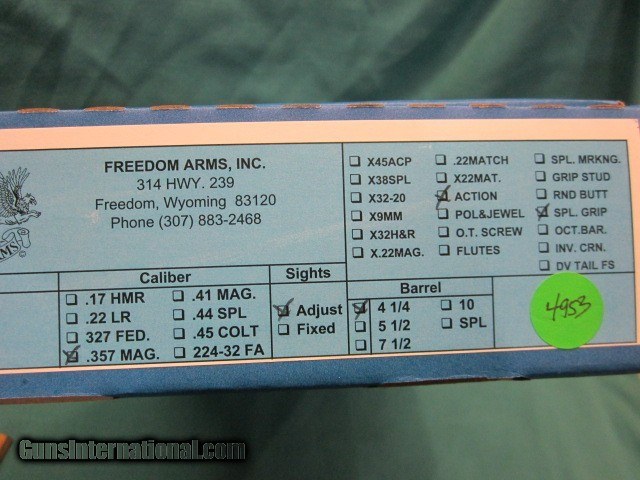 FREEDOM ARMS, INC.
314 HWY. 239
Freedom, Wyoming 83120
Phone (307) 883-2468
ARMS
X45ACP
X38SPL
X32-20
X9MM
X32H&R
X.22MAG.
.22MATCH
X22MAT.
ACTION
POL&JEWEL
O.T. SCREW
FLUTES
SPL. MRKNG.
GRIP STUD
RND BUTT
SPL. GRIP
OCT.BAR.
INV. CRN.
DV TAIL FS
Caliber
.17 HMR
.22 LR
327 FED.
.357 MAG.
.41 MAG.
.44 SPL
.45 COLT
224-32 FA
Sights
Adjust
Fixed
Barrel
4 1/4
5 1/2
7 1/2
10
SPL
4953
GunsInternational.com